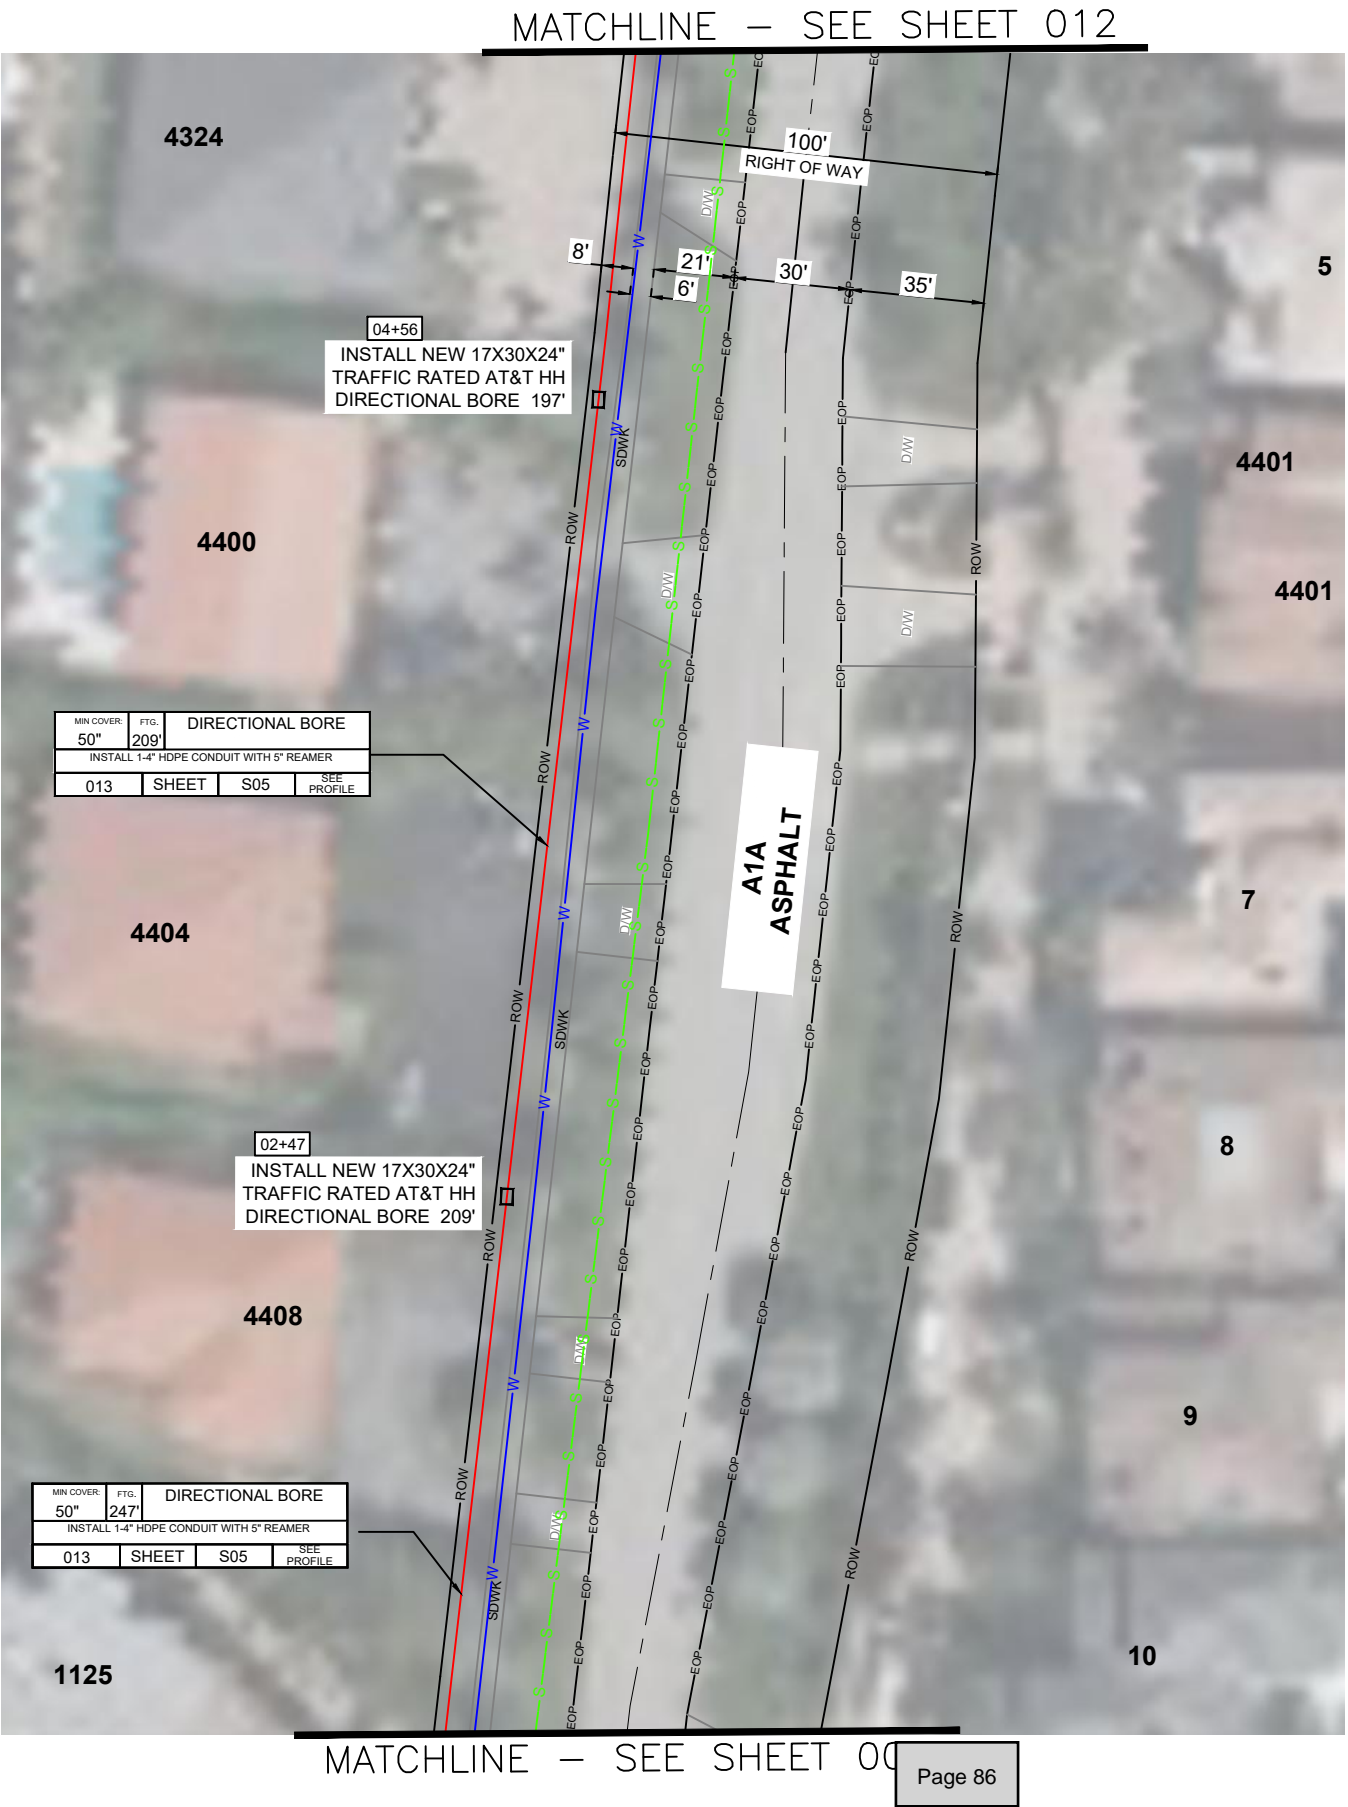 MATCHLINE - SEE SHEET 012
4324
100'
RIGHT OF WAY
8'
21'
6'
30'
35'
5
04+56
INSTALL NEW 17X30X24"
TRAFFIC RATED AT&T HH
DIRECTIONAL BORE 197'
SDWK
D/W
EOP
ROW
W
S
4400
4401
4401
MIN COVER: 50"
FTG. 209'
DIRECTIONAL BORE
INSTALL 1-4" HDPE CONDUIT WITH 5" REAMER
013 SHEET S05 SEE PROFILE
A1A
ASPHALT
4404
7
SDWK
02+47
INSTALL NEW 17X30X24"
TRAFFIC RATED AT&T HH
DIRECTIONAL BORE 209'
8
4408
9
MIN COVER: 50"
FTG. 247'
DIRECTIONAL BORE
INSTALL 1-4" HDPE CONDUIT WITH 5" REAMER
013 SHEET S05 SEE PROFILE
SDWK
1125
10
MATCHLINE - SEE SHEET
Page 86